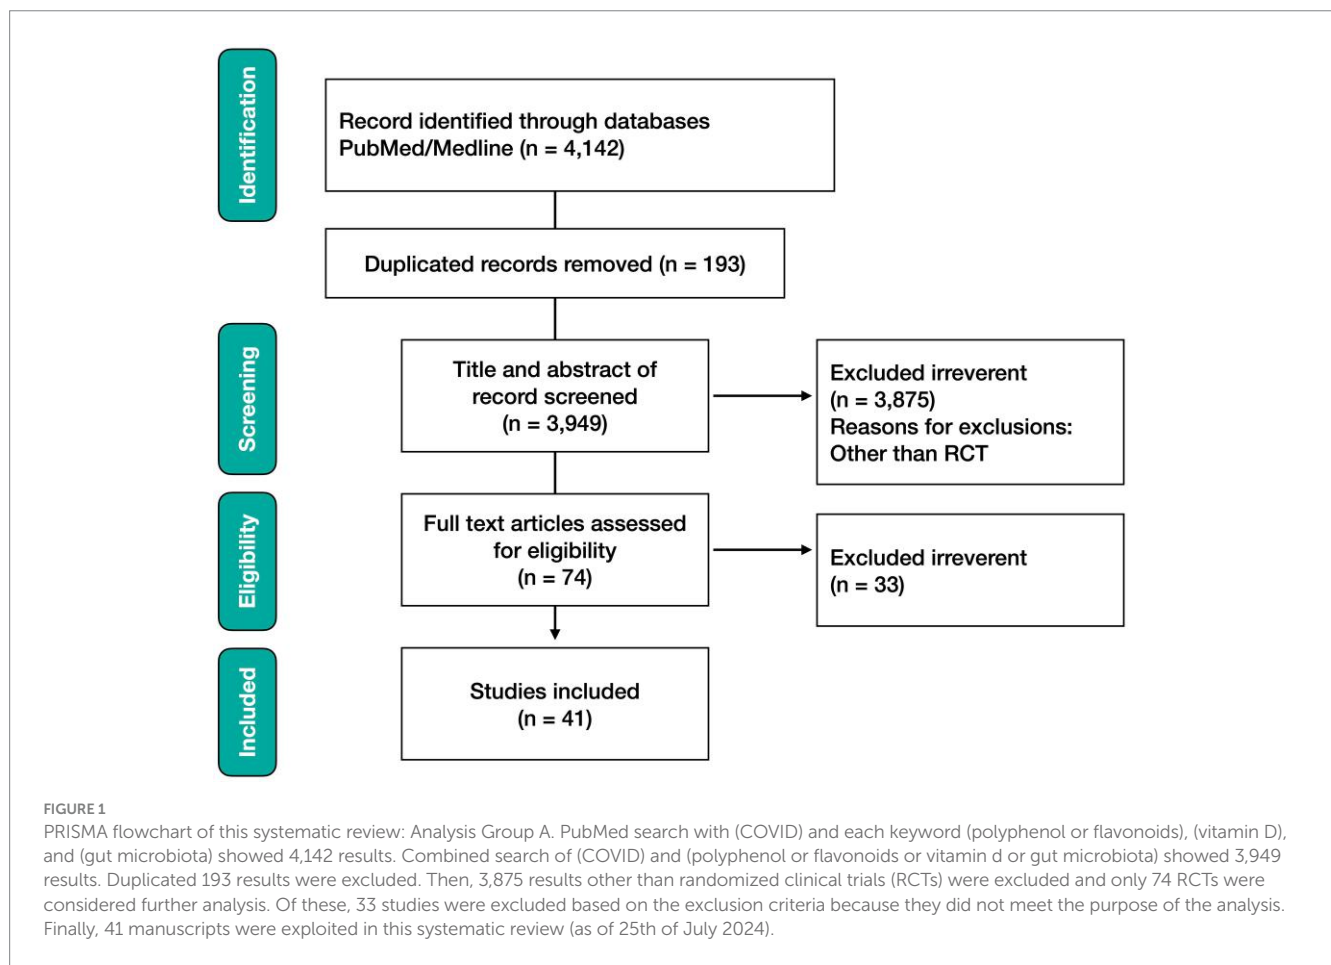 Identification
Record identified through databases
PubMed/Medline (n = 4,142)
Duplicated records removed (n = 193)
Screening
Title and abstract of
record screened
(n = 3,949)
Excluded irreverent
(n = 3,875)
Reasons for exclusions:
Other than RCT
Eligibility
Full text articles assessed
for eligibility
(n = 74)
Excluded irreverent
(n = 33)
Included
Studies included
(n = 41)
FIGURE 1
PRISMA flowchart of this systematic review: Analysis Group A. PubMed search with (COVID) and each keyword (polyphenol or flavonoids), (vitamin D),
and (gut microbiota) showed 4,142 results. Combined search of (COVID) and (polyphenol or flavonoids or vitamin d or gut microbiota) showed 3,949
results. Duplicated 193 results were excluded. Then, 3,875 results other than randomized clinical trials (RCTs) were excluded and only 74 RCTs were
considered further analysis. Of these, 33 studies were excluded based on the exclusion criteria because they did not meet the purpose of the analysis.
Finally, 41 manuscripts were exploited in this systematic review (as of 25th of July 2024).